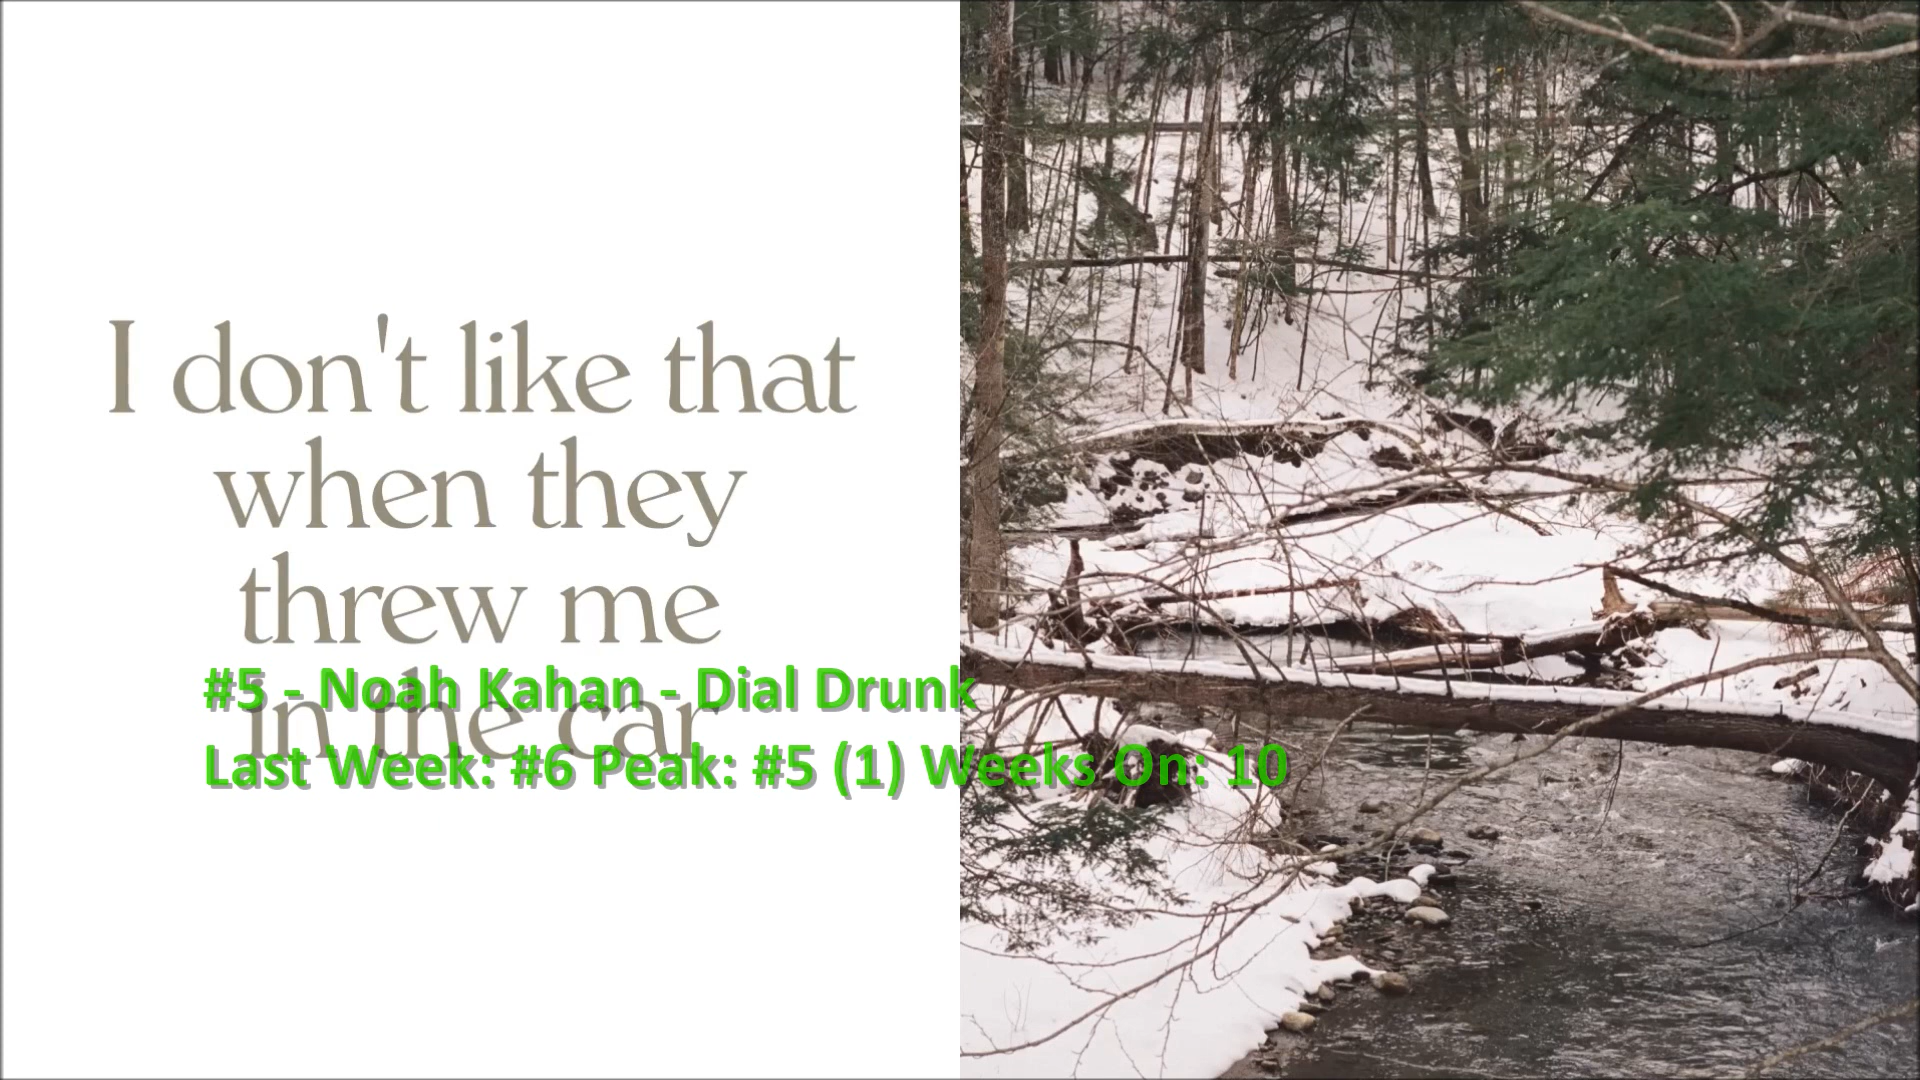 I don't like that
when they
threw me
in the car
#5 - Noah Kahan - Dial Drunk
Last Week: #6 Peak: #5 (1) Weeks On: 10